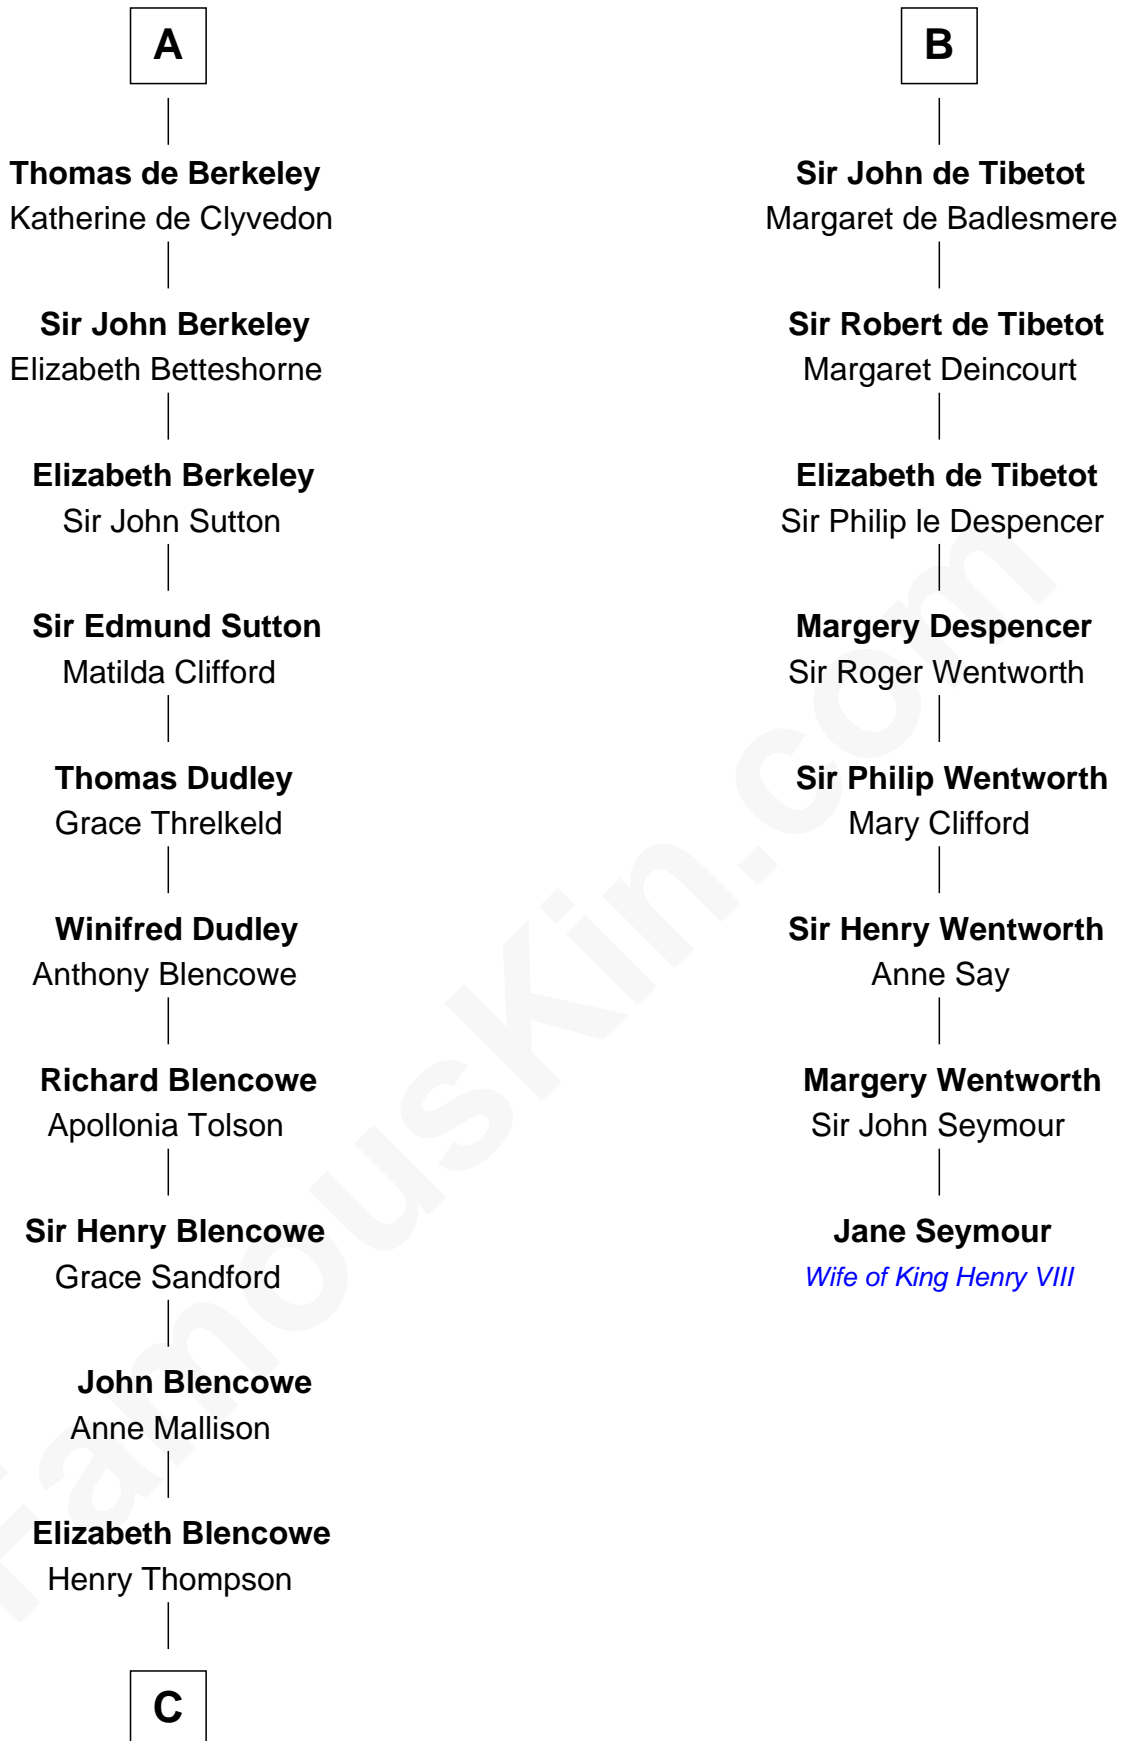 A
Thomas de Berkeley
Katherine de Clyvedon
Sir John Berkeley
Elizabeth Betteshorne
Elizabeth Berkeley
Sir John Sutton
Sir Edmund Sutton
Matilda Clifford
Thomas Dudley
Grace Threlkeld
Winifred Dudley
Anthony Blencowe
Richard Blencowe
Apollonia Tolson
Sir Henry Blencowe
Grace Sandford
John Blencowe
Anne Mallison
Elizabeth Blencowe
Henry Thompson
C
B
Sir John de Tibetot
Margaret de Badlesmere
Sir Robert de Tibetot
Margaret Deincourt
Elizabeth de Tibetot
Sir Philip le Despencer
Margery Despencer
Sir Roger Wentworth
Sir Philip Wentworth
Mary Clifford
Sir Henry Wentworth
Anne Say
Margery Wentworth
Sir John Seymour
Jane Seymour
Wife of King Henry VIII
FamousKin.com